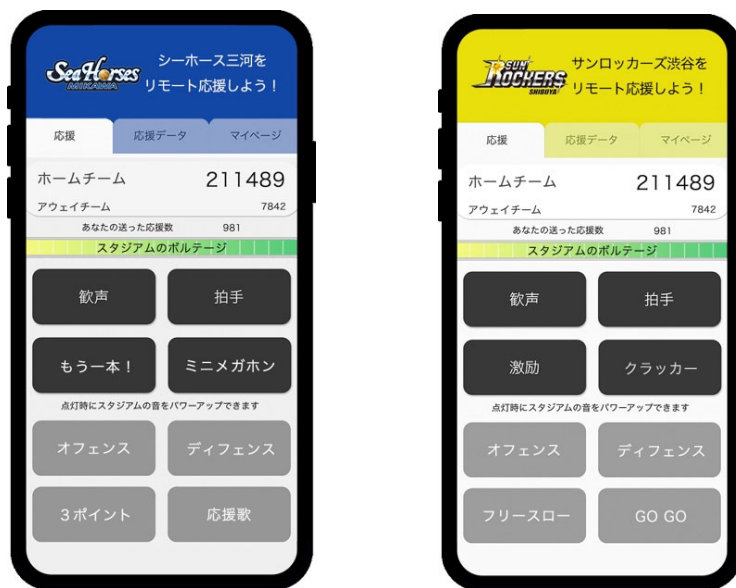 SeaHorses
MIKAWA
シーホース三河を
リモート応援しよう！
応援
応援データ
マイページ
ホームチーム
211489
アウェイチーム
7842
あなたの送った応援数
981
スタジアムのボルテージ
歓声
拍手
もう一本！
ミニメガホン
点灯時にスタジアムの音をパワーアップできます
オフェンス
ディフェンス
3ポイント
応援歌
SUN
ROCKERS
SHIBUYA
サンロッカーズ渋谷を
リモート応援しよう！
応援
応援データ
マイページ
ホームチーム
211489
アウェイチーム
7842
あなたの送った応援数
981
スタジアムのボルテージ
歓声
拍手
激励
クラッカー
点灯時にスタジアムの音をパワーアップできます
オフェンス
ディフェンス
フリースロー
GO GO